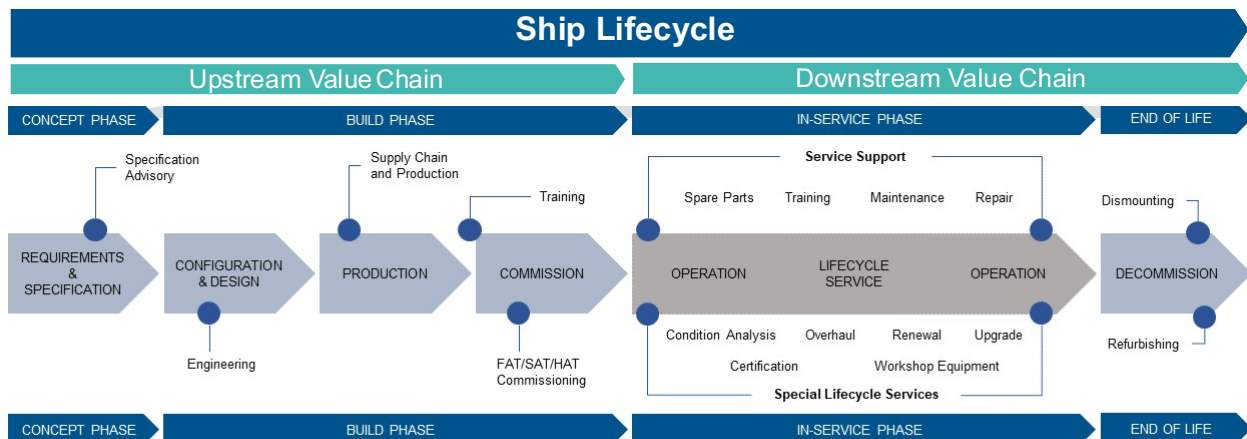 Ship Lifecycle
Upstream Value Chain
Downstream Value Chain
CONCEPT PHASE
BUILD PHASE
IN-SERVICE PHASE
END OF LIFE
Specification
Advisory
Supply Chain
and Production
Training
Service Support
Spare Parts
Training
Maintenance
Repair
Dismounting
REQUIREMENTS
&
SPECIFICATION
CONFIGURATION
& DESIGN
PRODUCTION
COMMISSION
OPERATION
LIFECYCLE
SERVICE
OPERATION
DECOMMISSION
Engineering
FAT/SAT/HAT
Commissioning
Condition Analysis
Overhaul
Renewal
Upgrade
Certification
Workshop Equipment
Special Lifecycle Services
Refurbishing
CONCEPT PHASE
BUILD PHASE
IN-SERVICE PHASE
END OF LIFE